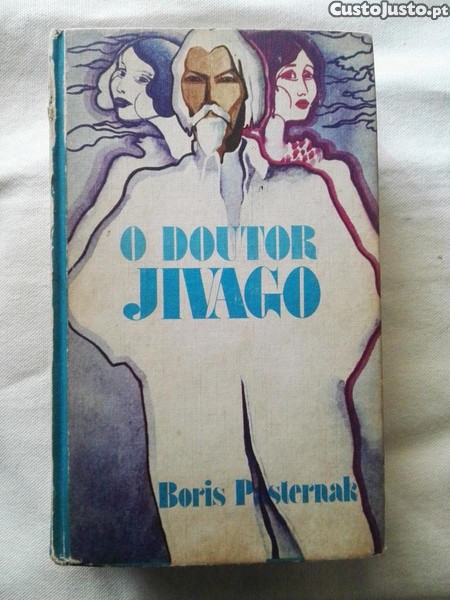 CustoJusto.pt
O DOUTOR
JIVAGO
Boris Pasternak